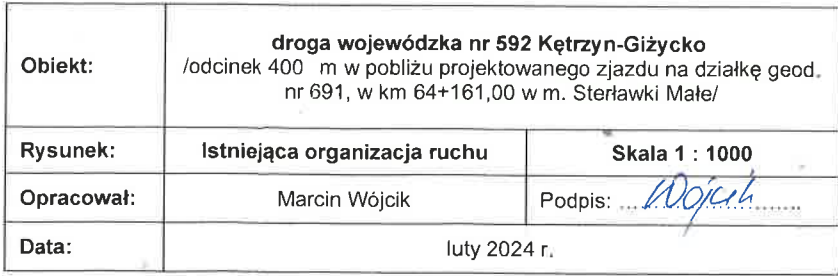 Obiekt:
droga wojewódzka nr 592 Kętrzyn-Giżycko
/odcinek 400 m w pobliżu projektowanego zjazdu na działkę geod.
nr 691, w km 64+161,00 w m. Sterławki Małe/
Rysunek: Istniejąca organizacja ruchu Skala 1 : 1000
Opracował: Marcin Wójcik Podpis: ... Wójcik .......
Data: luty 2024 r.